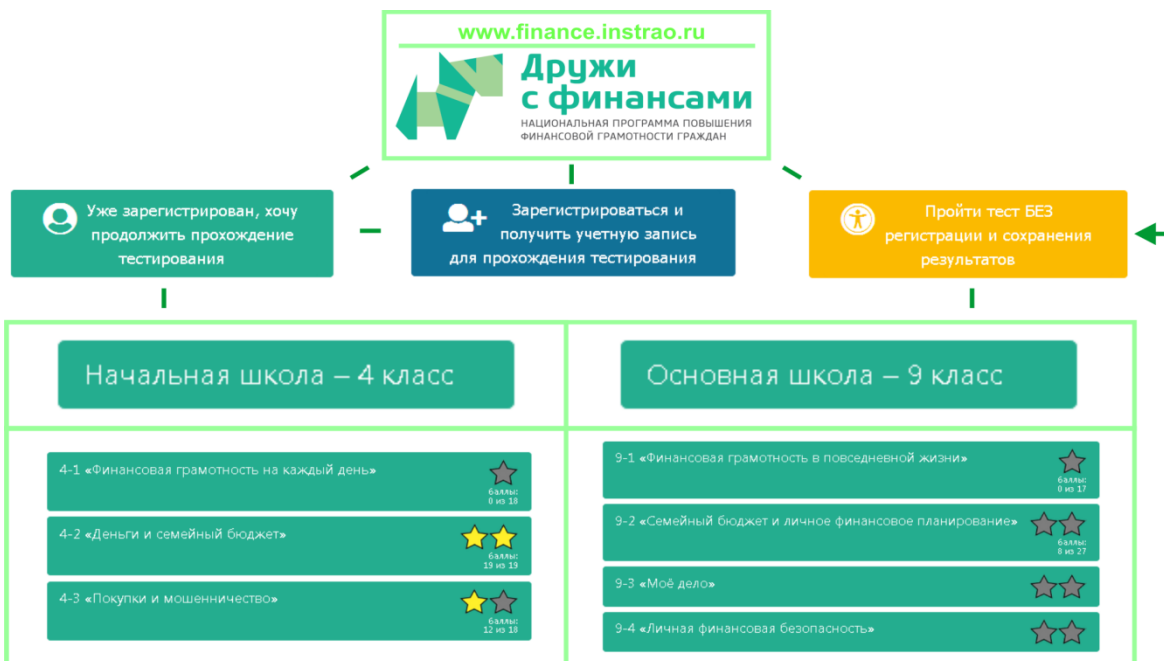 www.finance.instrao.ru
Дружи
с финансами
НАЦИОНАЛЬНАЯ ПРОГРАММА ПОВЫШЕНИЯ
ФИНАНСОВОЙ ГРАМОТНОСТИ ГРАЖДАН
Уже зарегистрирован, хочу
продолжить прохождение
тестирования
Зарегистрироваться и
получить учетную запись
для прохождения тестирования
Пройти тест БЕЗ
регистрации и сохранения
результатов
Начальная школа – 4 класс
Основная школа – 9 класс
4-1 «Финансовая грамотность на каждый день»
баллы:
0 из 18
4-2 «Деньги и семейный бюджет»
баллы:
19 из 19
4-3 «Покупки и мошенничество»
баллы:
12 из 18
9-1 «Финансовая грамотность в повседневной жизни»
баллы:
0 из 17
9-2 «Семейный бюджет и личное финансовое планирование»
баллы:
8 из 27
9-3 «Моё дело»
9-4 «Личная финансовая безопасность»